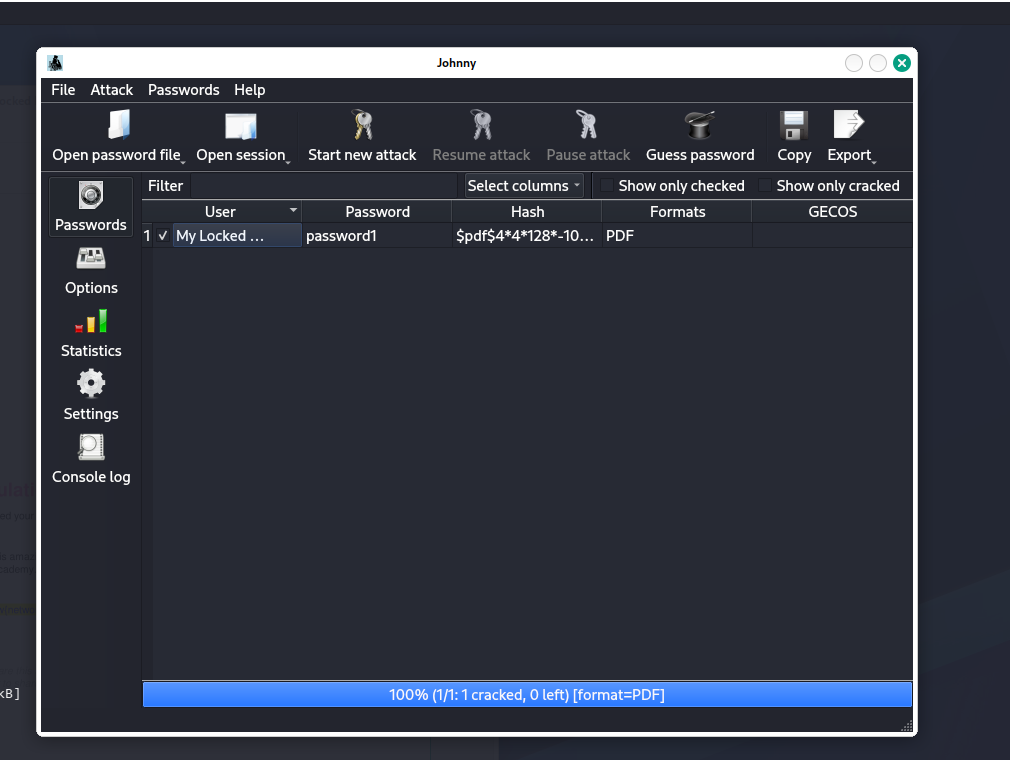 Johnny
File Attack Passwords Help
Open password file Open session Start new attack Resume attack Pause attack Guess password Copy Export
Passwords
Options
Statistics
Settings
Console log
Filter Select columns Show only checked Show only cracked
User Password Hash Formats GECOS
1 My Locked ... password1 $pdf$4*4*128*-10... PDF
100% (1/1: 1 cracked, 0 left) [format=PDF]
kB]